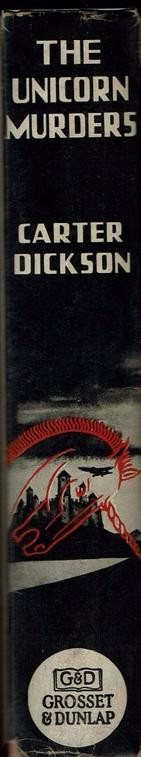 THE
UNICORN
MURDERS
CARTER
DICKSON
G&D
GROSSET
& DUNLAP